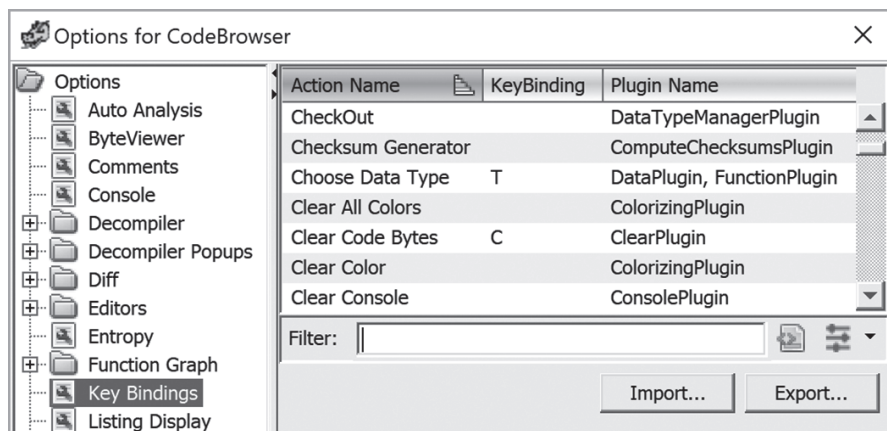 Options for CodeBrowser
Options
Auto Analysis
ByteViewer
Comments
Console
Decompiler
Decompiler Popups
Diff
Editors
Entropy
Function Graph
Key Bindings
Listing Display
Action Name KeyBinding Plugin Name
CheckOut DataTypeManagerPlugin
Checksum Generator ComputeChecksumsPlugin
Choose Data Type T DataPlugin, FunctionPlugin
Clear All Colors ColorizingPlugin
Clear Code Bytes C ClearPlugin
Clear Color ColorizingPlugin
Clear Console ConsolePlugin
Filter:
Import... Export...